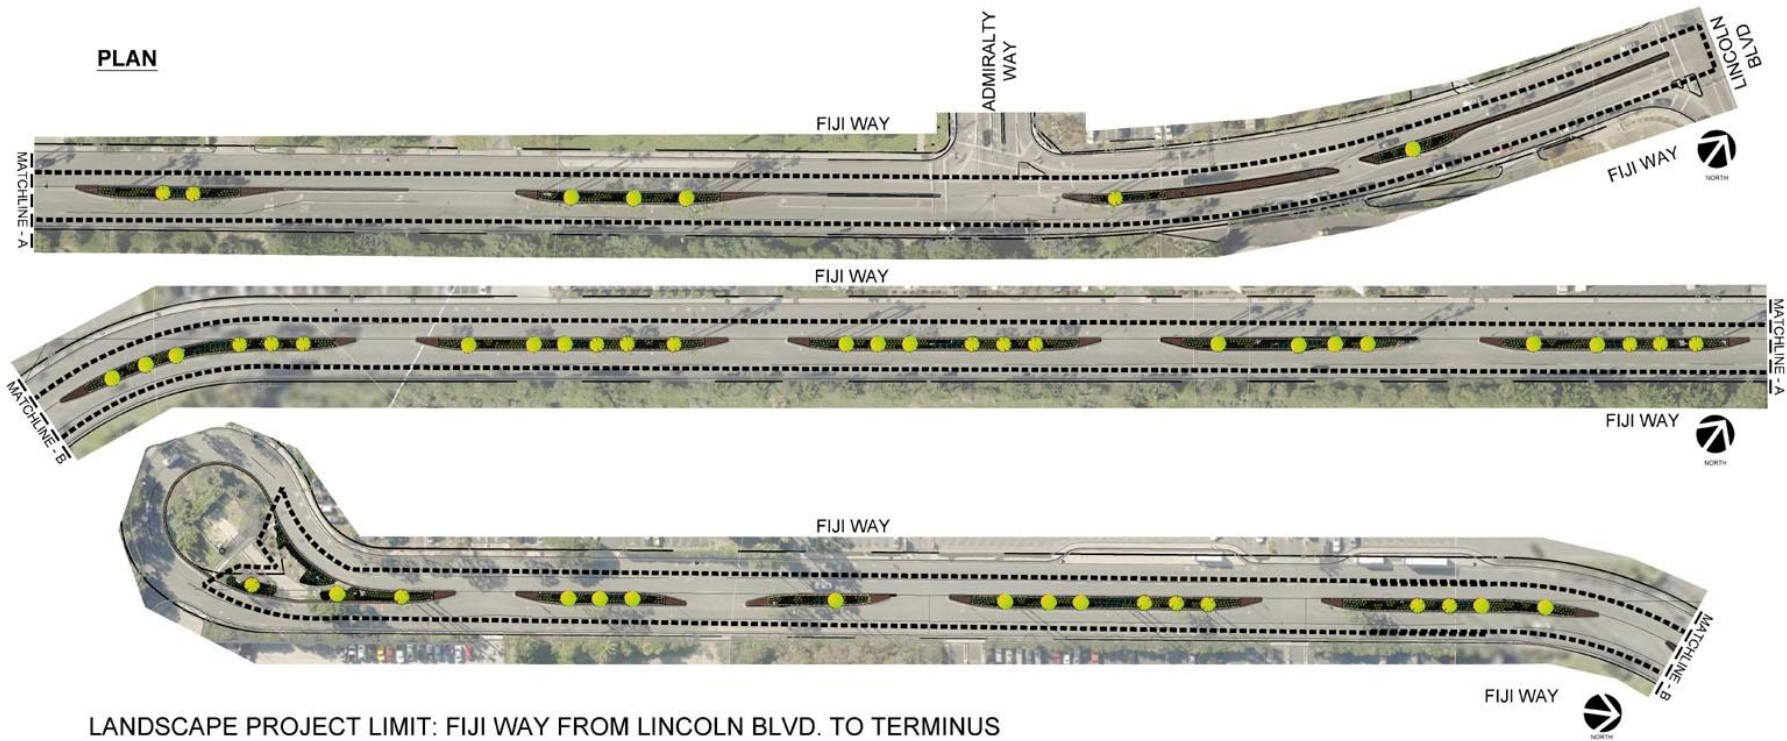 PLAN
ADMIRALTY
WAY
LINCOLN
BLVD
FIJI WAY
MATCHLINE - A
FIJI WAY
NORTH
FIJI WAY
MATCHLINE - A
MATCHLINE - B
FIJI WAY
NORTH
FIJI WAY
MATCHLINE - B
FIJI WAY
NORTH
LANDSCAPE PROJECT LIMIT: FIJI WAY FROM LINCOLN BLVD. TO TERMINUS